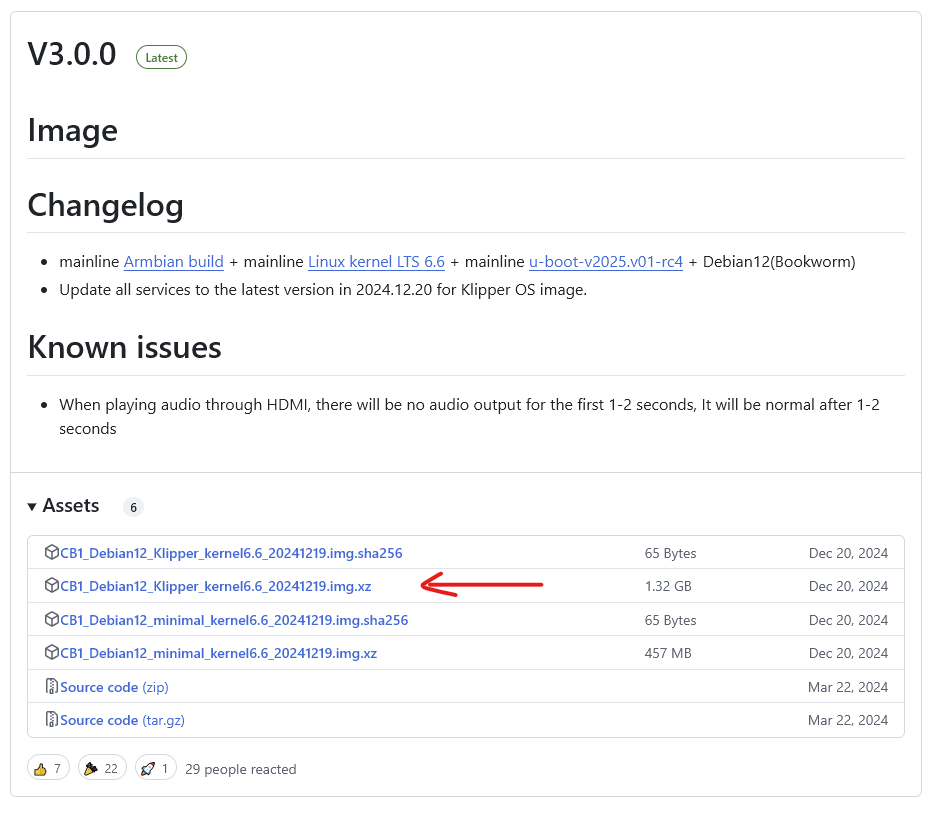 V3.0.0 Latest
Image
Changelog
mainline Armbian build + mainline Linux kernel LTS 6.6 + mainline u-boot-v2025.v01-rc4 + Debian12(Bookworm)
Update all services to the latest version in 2024.12.20 for Klipper OS image.
Known issues
When playing audio through HDMI, there will be no audio output for the first 1-2 seconds, It will be normal after 1-2
seconds
Assets 6
CB1_Debian12_Klipper_kernel6.6_20241219.img.sha256 65 Bytes Dec 20, 2024
CB1_Debian12_Klipper_kernel6.6_20241219.img.xz 1.32 GB Dec 20, 2024
CB1_Debian12_minimal_kernel6.6_20241219.img.sha256 65 Bytes Dec 20, 2024
CB1_Debian12_minimal_kernel6.6_20241219.img.xz 457 MB Dec 20, 2024
Source code (zip) Mar 22, 2024
Source code (tar.gz) Mar 22, 2024
7 22 1 29 people reacted